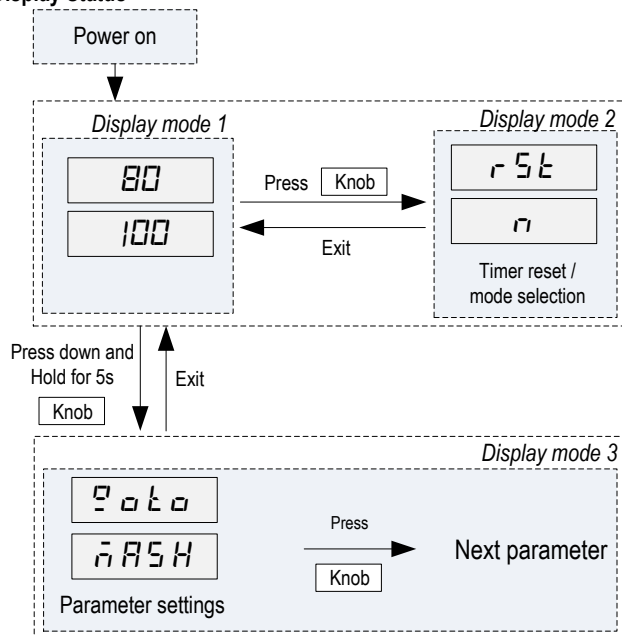 Display Status
Power on
Display mode 1
Display mode 2
80
100
Press Knob
Exit
rSt
n
Timer reset /
mode selection
Press down and
Hold for 5s
Knob
Exit
Display mode 3
MASH
Parameter settings
Press
Knob
Next parameter